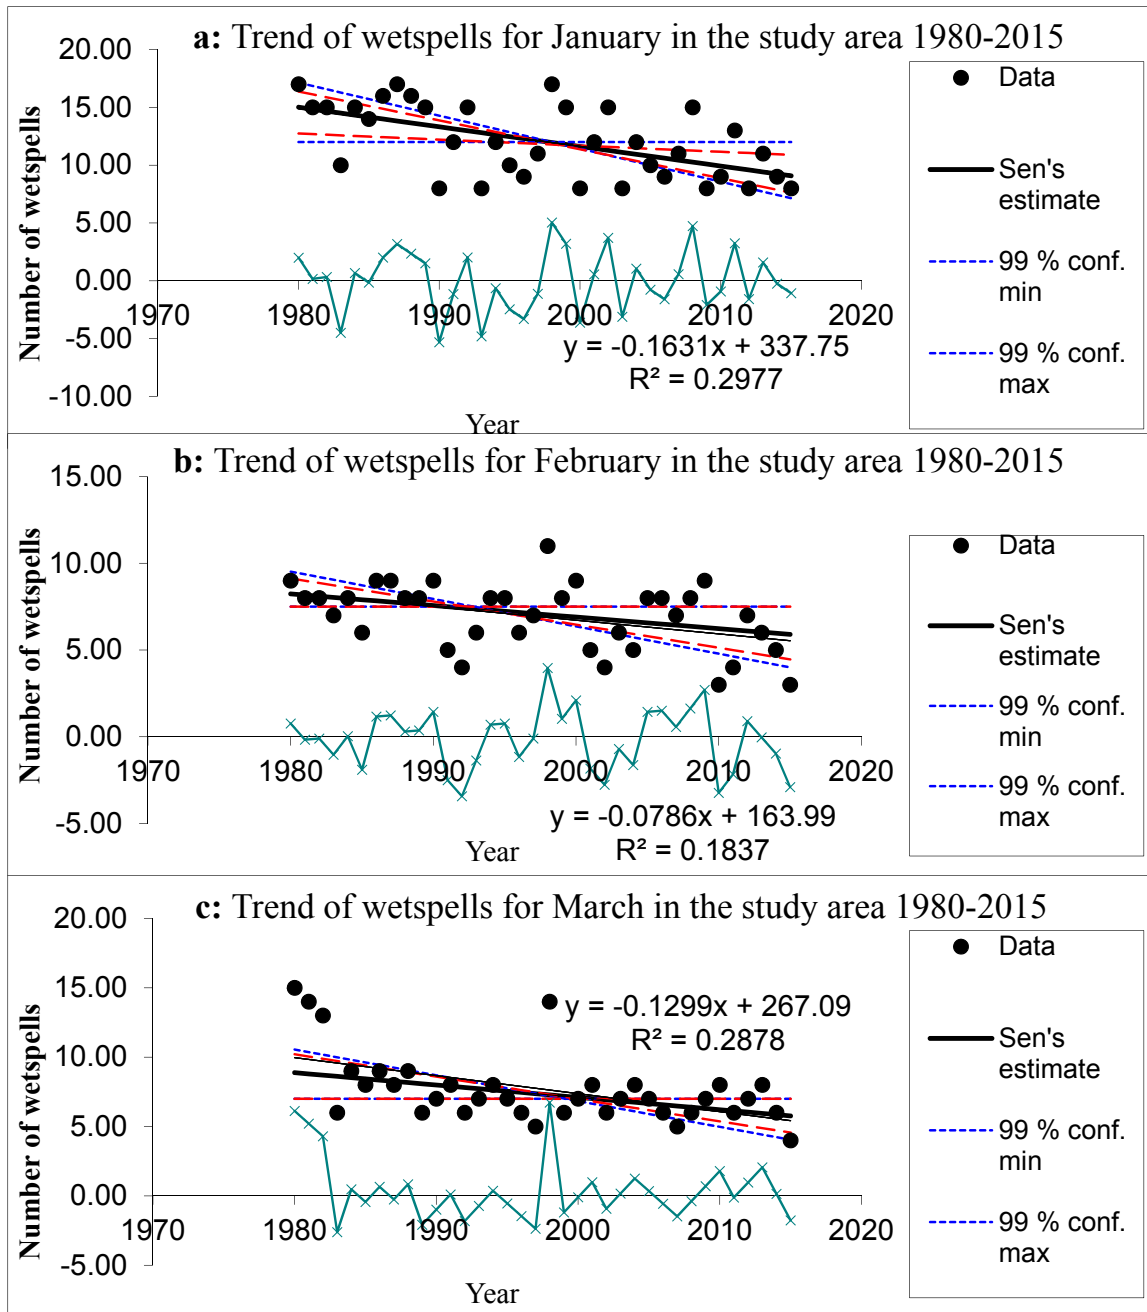 a: Trend of wetspells for January in the study area 1980-2015
Number of wetspells
20.00
15.00
10.00
5.00
0.00
-5.00
-10.00
1970
1980
1990
2000
2010
2020
y = -0.1631x + 337.75
R² = 0.2977
Year
Data
Sen's
estimate
99 % conf.
min
99 % conf.
max
b: Trend of wetspells for February in the study area 1980-2015
Number of wetspells
15.00
10.00
5.00
0.00
-5.00
1970
1980
1990
2000
2010
2020
y = -0.0786x + 163.99
R² = 0.1837
Year
Data
Sen's
estimate
99 % conf.
min
99 % conf.
max
c: Trend of wetspells for March in the study area 1980-2015
Number of wetspells
20.00
15.00
10.00
5.00
0.00
-5.00
y = -0.1299x + 267.09
R² = 0.2878
1970
1980
1990
2000
2010
2020
Year
Data
Sen's
estimate
99 % conf.
min
99 % conf.
max